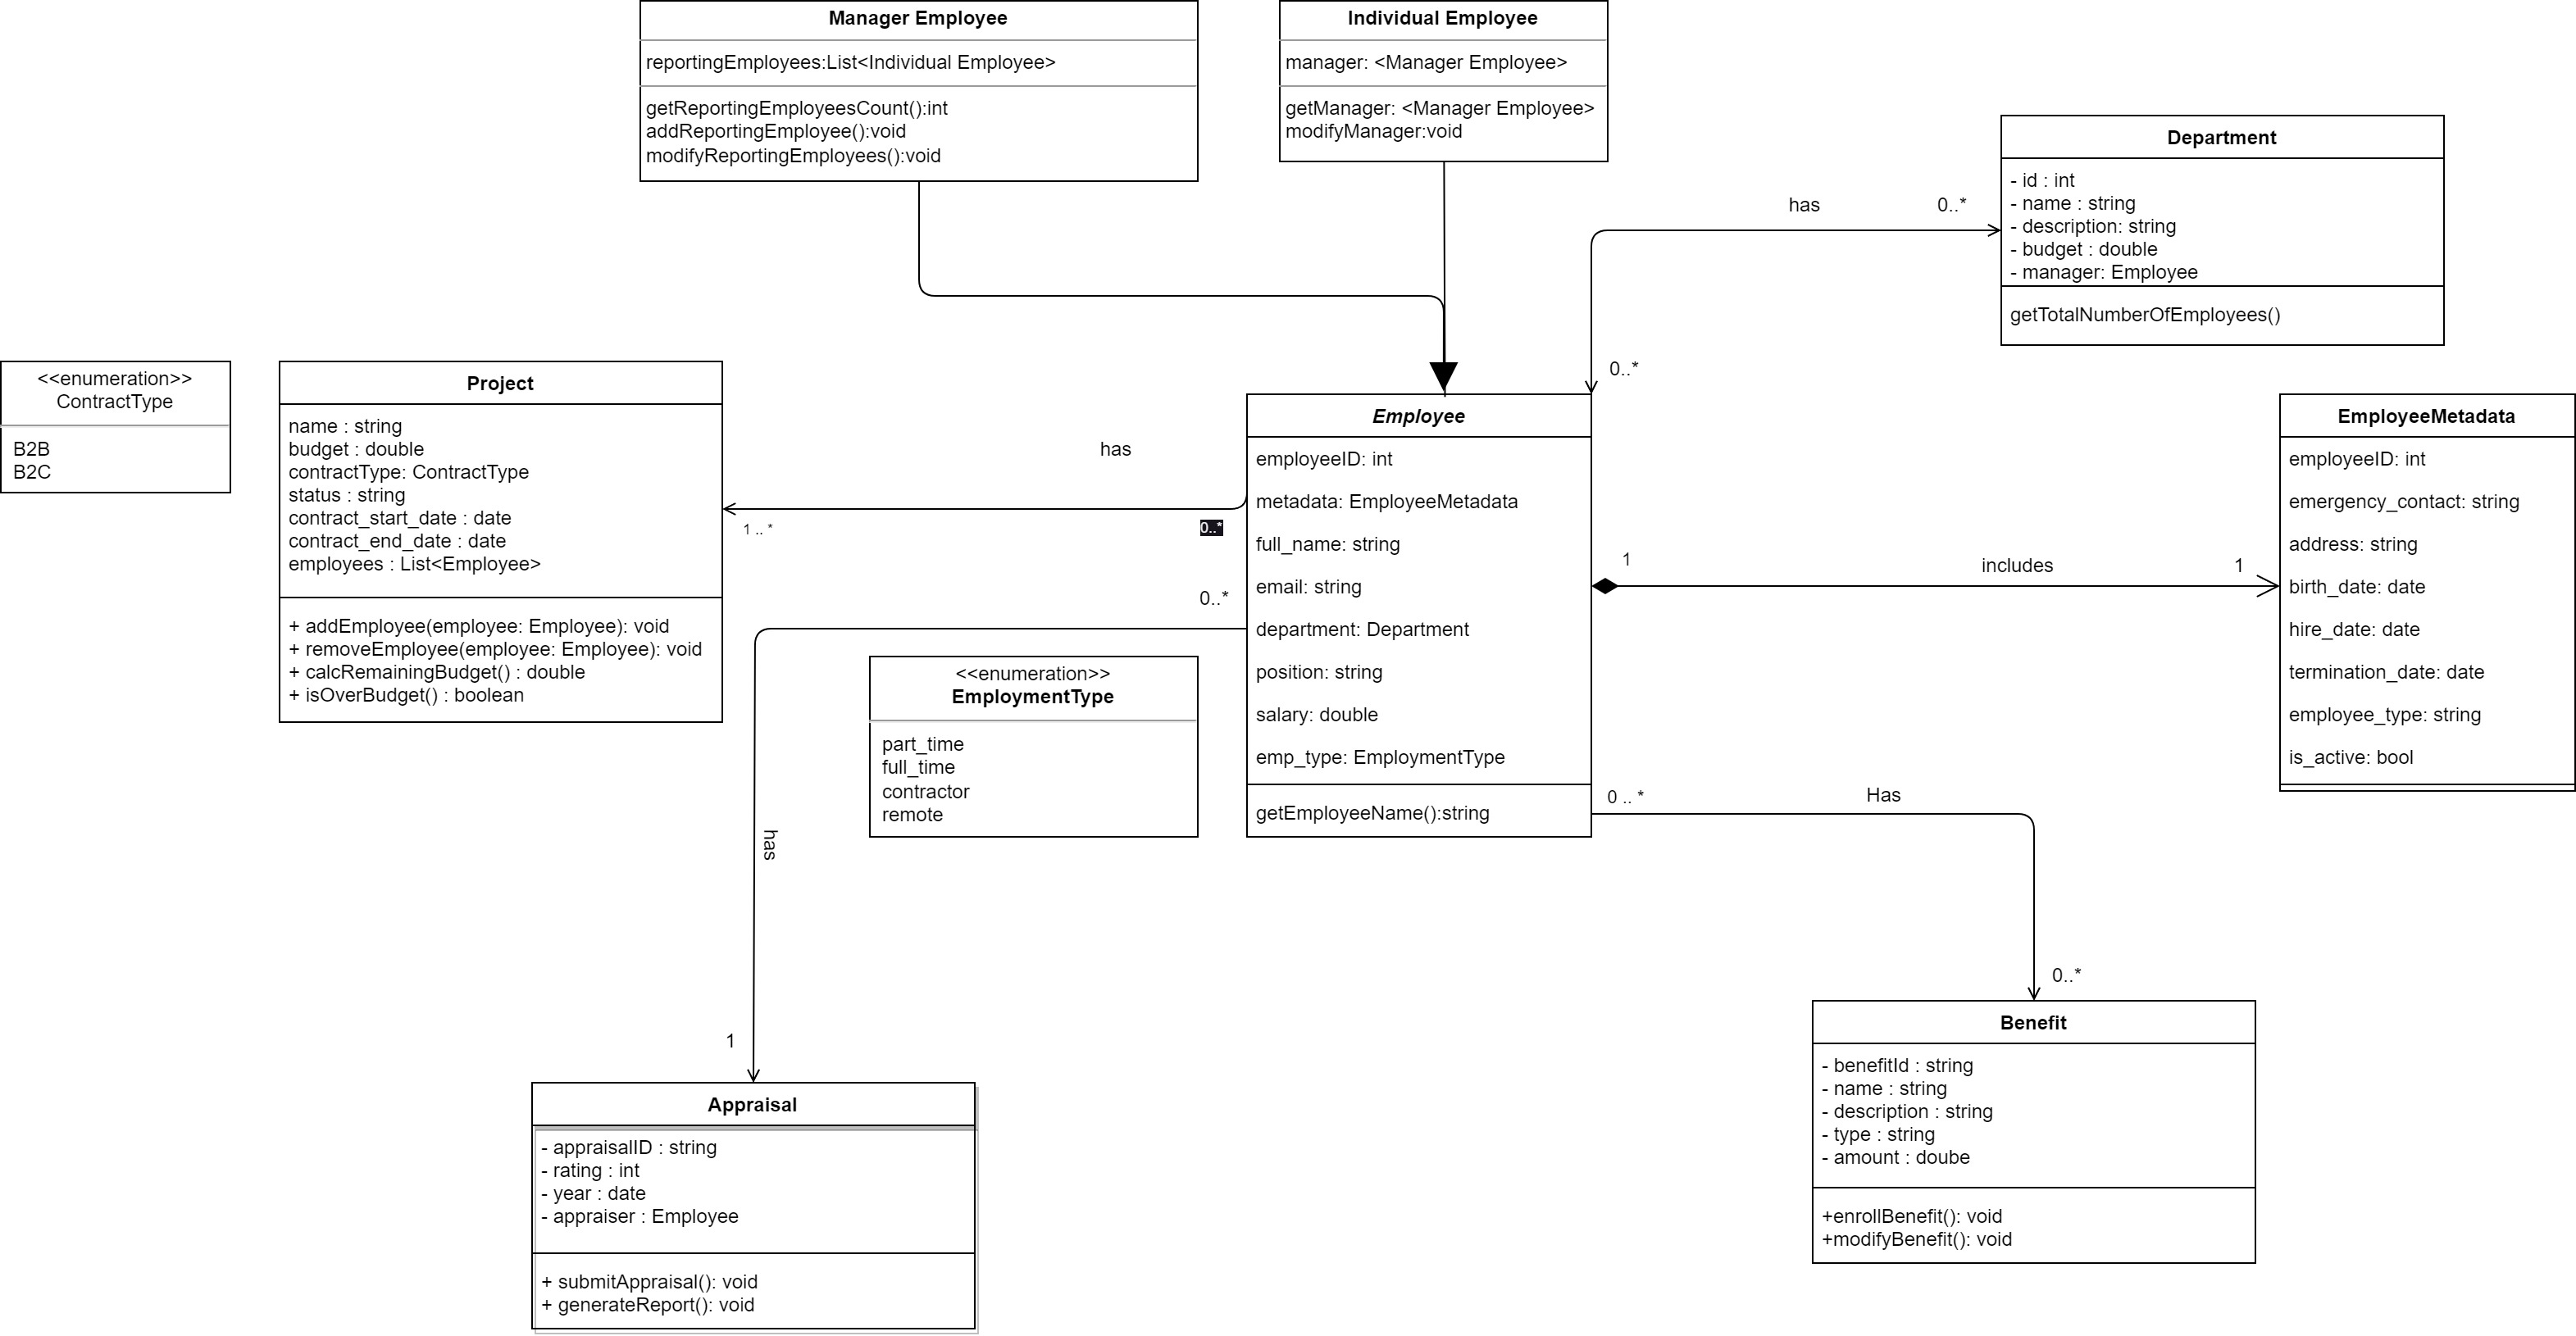 Manager Employee
reportingEmployees:List<Individual Employee>
getReportingEmployeesCount():int
addReportingEmployee():void
modifyReportingEmployees():void
Individual Employee
manager: <Manager Employee>
getManager: <Manager Employee>
modifyManager:void
Department
- id : int
- name : string
- description: string
- budget : double
- manager: Employee
getTotalNumberOfEmployees()
has
0..*
0..*
<<enumeration>>
ContractType
B2B
B2C
Project
name : string
budget : double
contractType: ContractType
status : string
contract_start_date : date
contract_end_date : date
employees : List<Employee>
+ addEmployee(employee: Employee): void
+ removeEmployee(employee: Employee): void
+ calcRemainingBudget() : double
+ isOverBudget() : boolean
has
1 .. *
0..*
Employee
employeeID: int
metadata: EmployeeMetadata
full_name: string
email: string
department: Department
position: string
salary: double
emp_type: EmploymentType
getEmployeeName():string
1
includes
1
EmployeeMetadata
employeeID: int
emergency_contact: string
address: string
birth_date: date
hire_date: date
termination_date: date
employee_type: string
is_active: bool
0..*
<<enumeration>>
EmploymentType
part_time
full_time
contractor
remote
has
1
0 .. *
Has
0..*
Appraisal
- appraisalID : string
- rating : int
- year : date
- appraiser : Employee
+ submitAppraisal(): void
+ generateReport(): void
Benefit
- benefitId : string
- name : string
- description : string
- type : string
- amount : doube
+enrollBenefit(): void
+modifyBenefit(): void